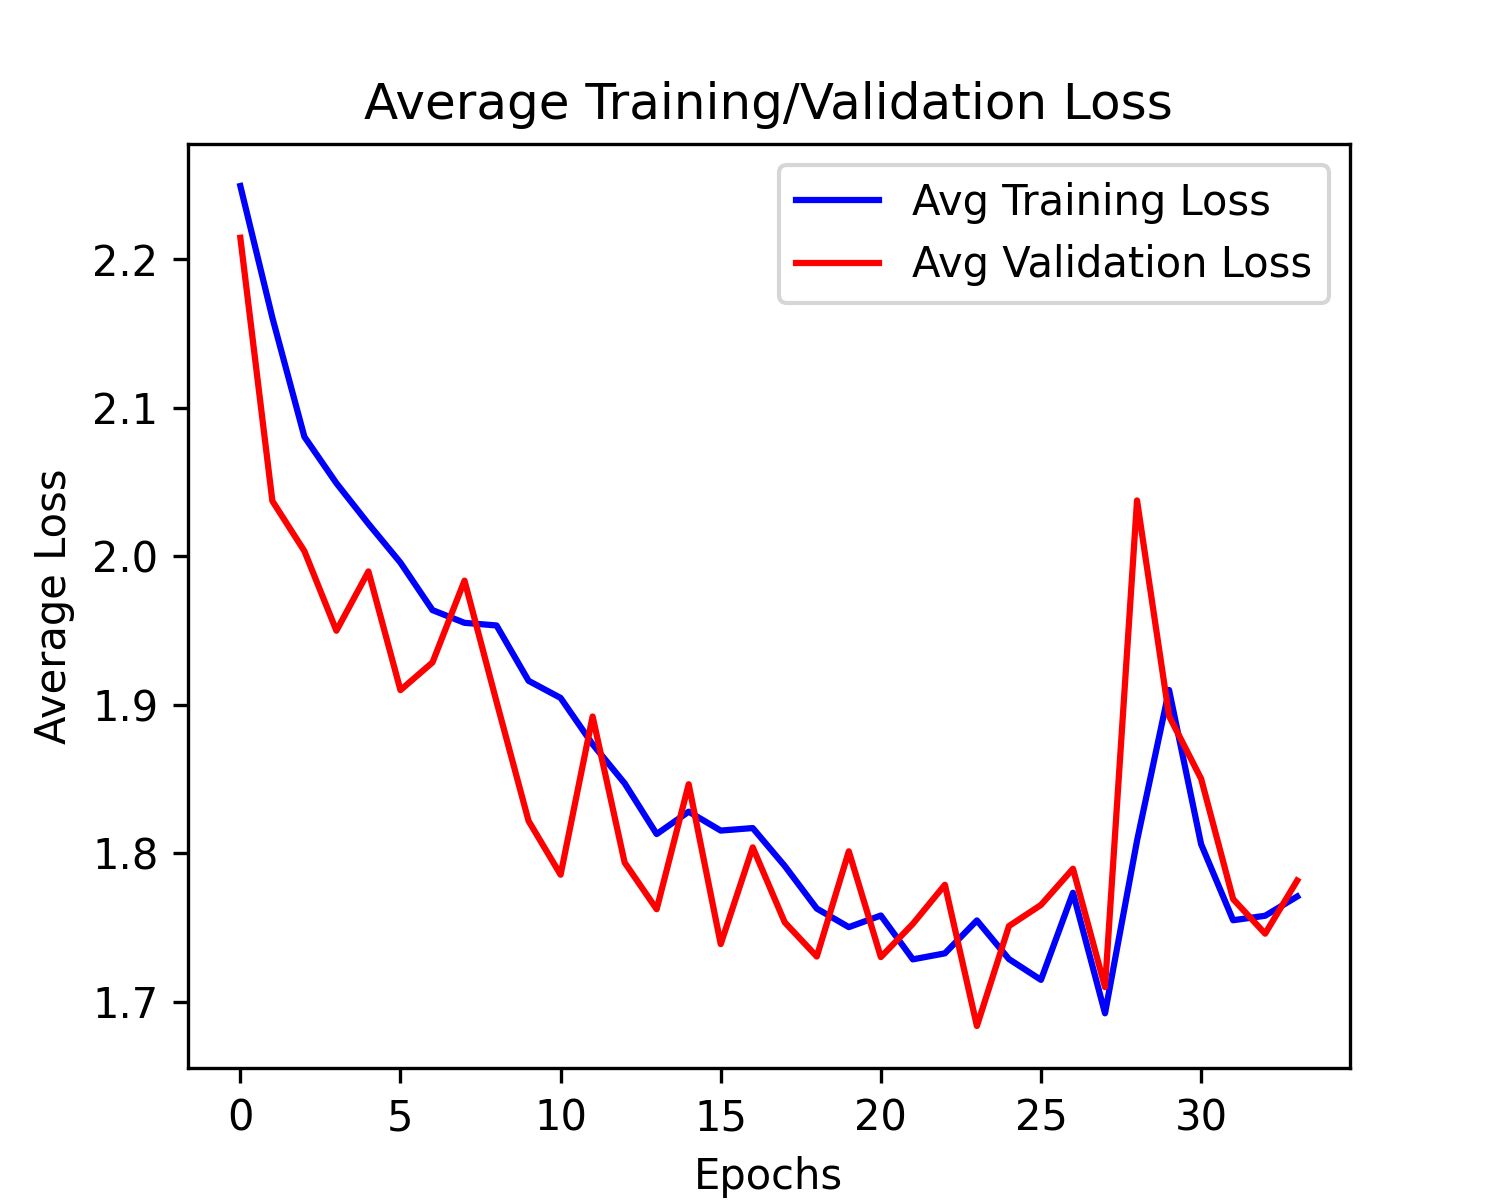 Average Training/Validation Loss
Avg Training Loss
Avg Validation Loss
Average Loss
2.2
2.1
2.0
1.9
1.8
1.7
0 5 10 15 20 25 30
Epochs